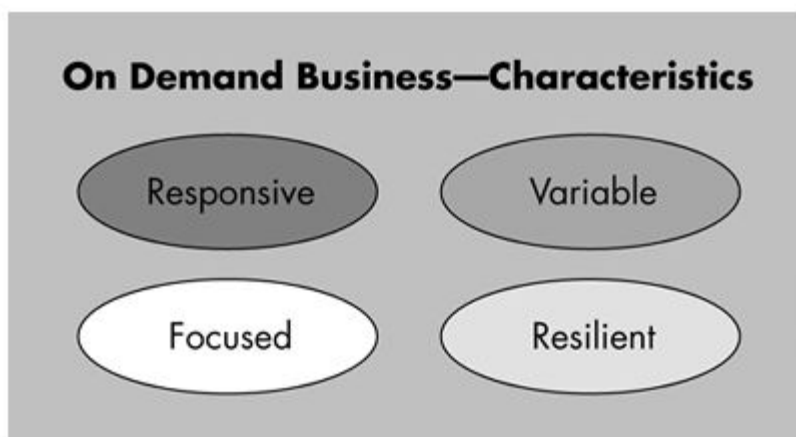 On Demand Business—Characteristics
Responsive
Variable
Focused
Resilient